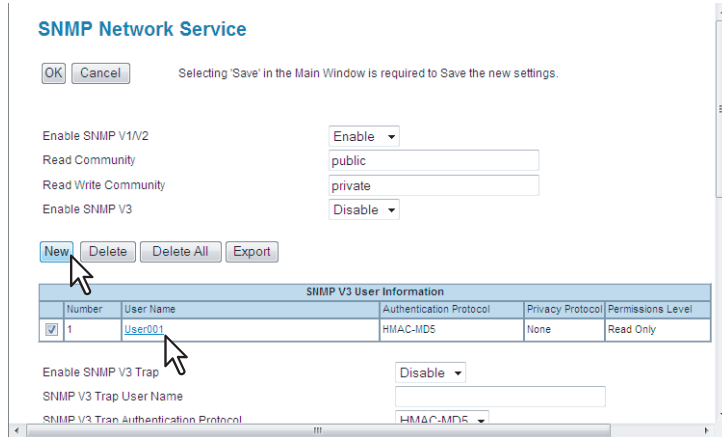 SNMP Network Service
OK Cancel Selecting 'Save' in the Main Window is required to Save the new settings.
Enable SNMP V1/V2 Enable
Read Community public
Read Write Community private
Enable SNMP V3 Disable
New Delete Delete All Export
SNMP V3 User Information
Number User Name Authentication Protocol Privacy Protocol Permissions Level
1 User001 HMAC-MD5 None Read Only
Enable SNMP V3 Trap Disable
SNMP V3 Trap User Name
SNMP V3 Trap Authentication Protocol HMAC-MD5